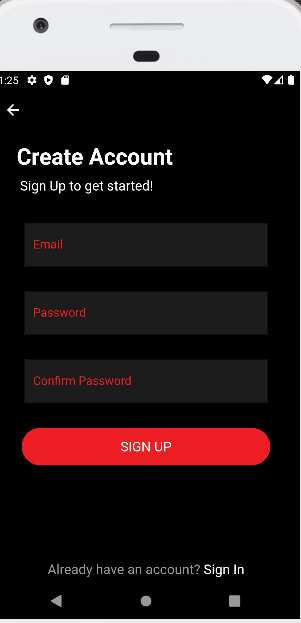 1:25
Create Account
Sign Up to get started!
Email
Password
Confirm Password
SIGN UP
Already have an account? Sign In